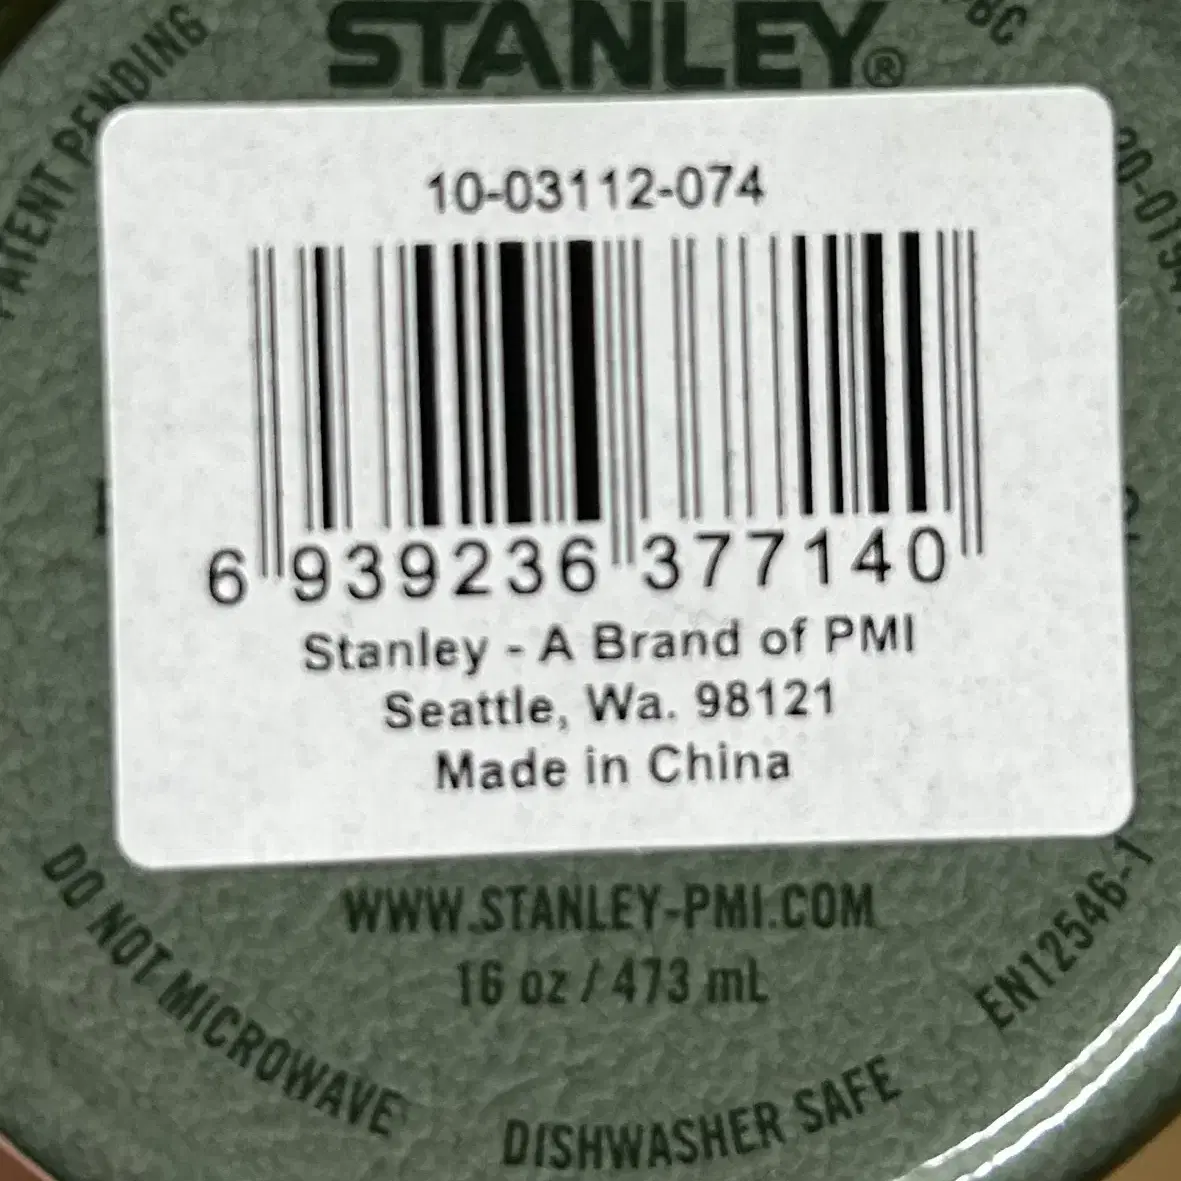 STANLEY®
PATENT PENDING
10-03112-074
6 939236 377140
Stanley - A Brand of PMI
Seattle, Wa. 98121
Made in China
WWW.STANLEY-PMI.COM
16 oz / 473 mL
DO NOT MICROWAVE
DISHWASHER SAFE
EN12546-1